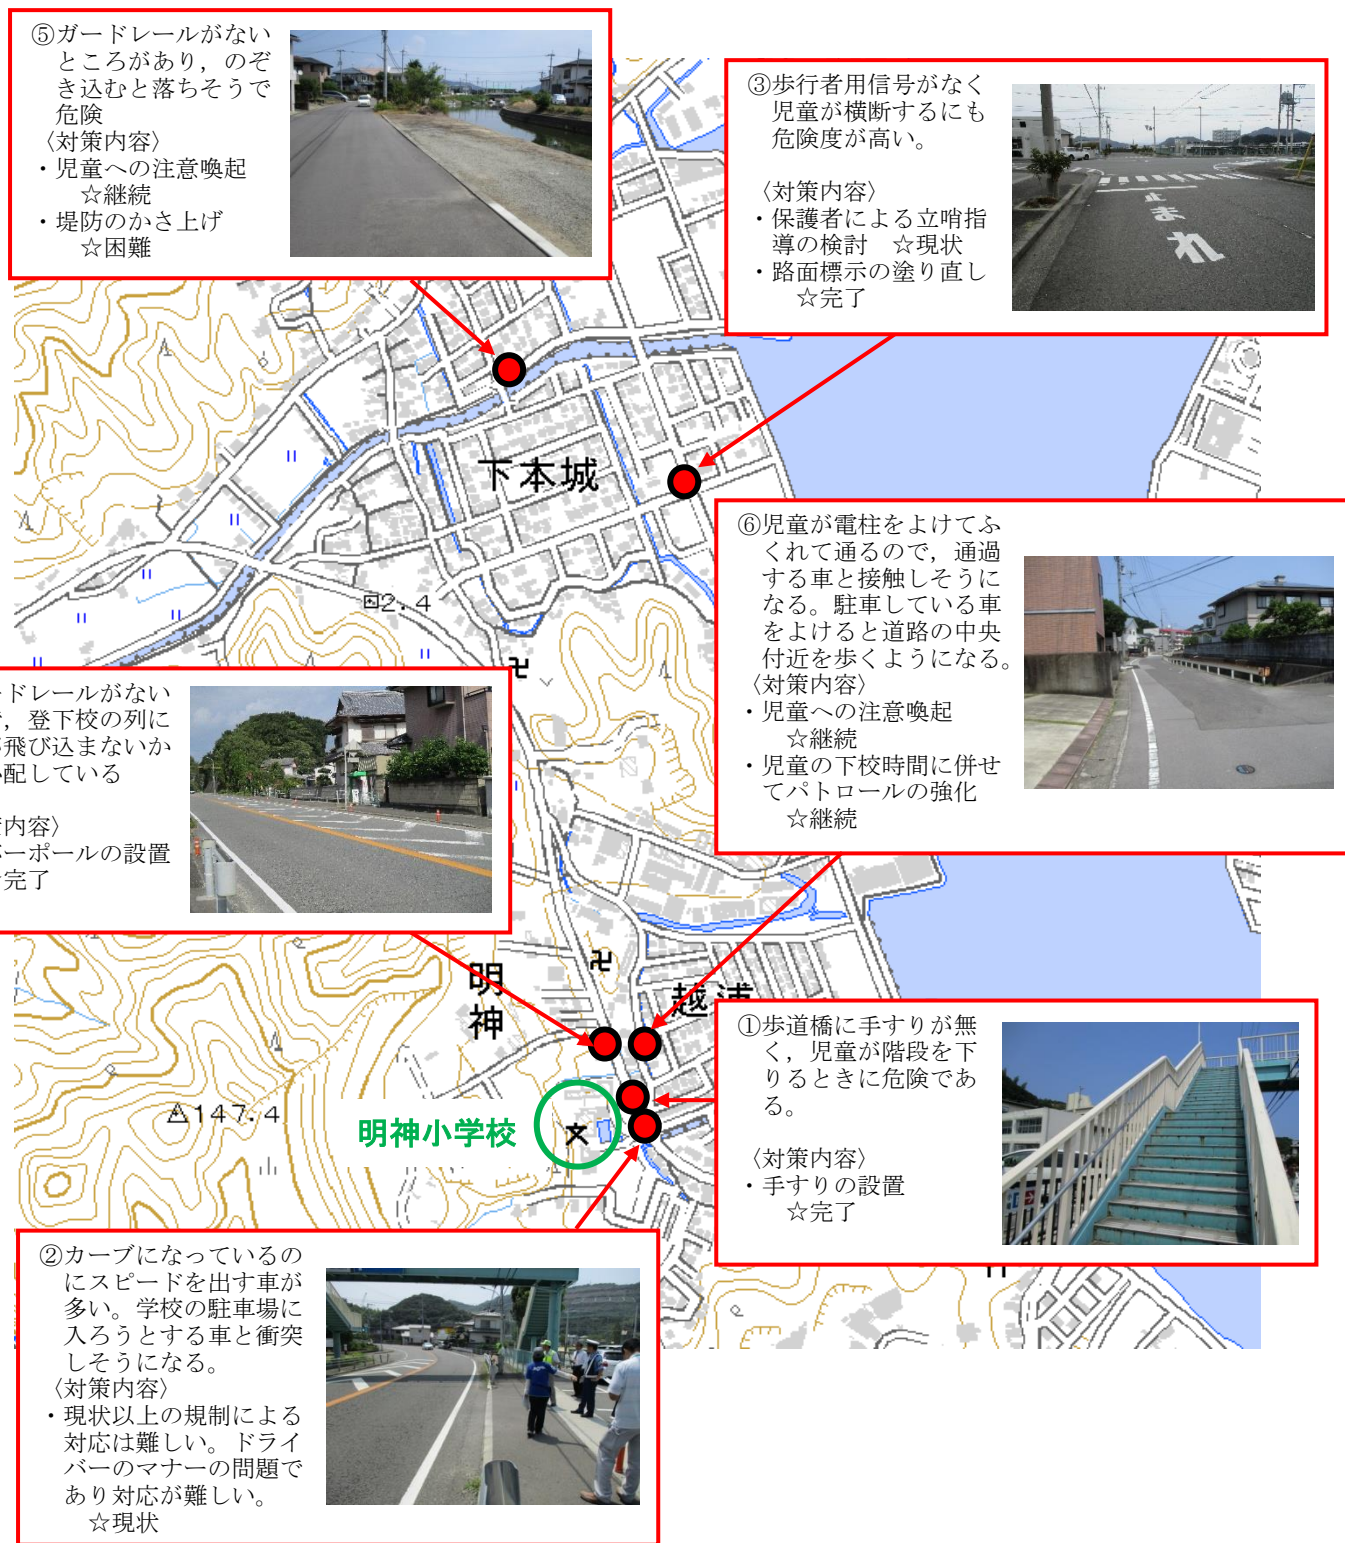 ⑤ガードレールがない
ところがあり，のぞ
き込むと落ちそうで
危険
〈対策内容〉
・児童への注意喚起
☆継続
・堤防のかさ上げ
☆困難
③歩行者用信号がなく
児童が横断するにも
危険度が高い。
〈対策内容〉
・保護者による立哨指
導の検討　☆現状
・路面標示の塗り直し
☆完了
止まれ
下本城
2.4
⑥児童が電柱をよけてふ
くれて通るので，通過
する車と接触しそうに
なる。駐車している車
をよけると道路の中央
付近を歩くようになる。
〈対策内容〉
・児童への注意喚起
☆継続
・児童の下校時間に併せ
てパトロールの強化
☆継続
ドレールがない
，登下校の列に
飛び込まないか
配している
内容〉
ーポールの設置
完了
明神
越浦
①歩道橋に手すりが無
く，児童が階段を下
りるときに危険であ
る。
〈対策内容〉
・手すりの設置
☆完了
147.4
明神小学校
文
②カーブになっているの
にスピードを出す車が
多い。学校の駐車場に
入ろうとする車と衝突
しそうになる。
〈対策内容〉
・現状以上の規制による
対応は難しい。ドライ
バーのマナーの問題で
あり対応が難しい。
☆現状